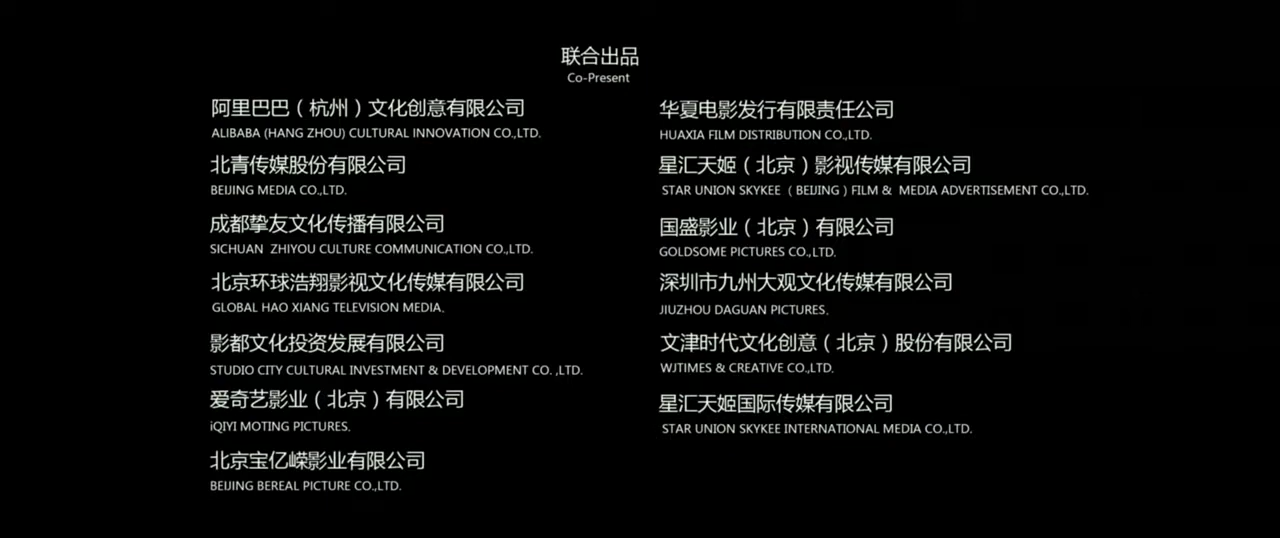 联合出品
Co-Present
阿里巴巴（杭州）文化创意有限公司
ALIBABA (HANG ZHOU) CULTURAL INNOVATION CO.,LTD.
北青传媒股份有限公司
BEIJING MEDIA CO.,LTD.
成都挚友文化传播有限公司
SICHUAN ZHIYOU CULTURE COMMUNICATION CO.,LTD.
北京环球浩翔影视文化传媒有限公司
GLOBAL HAO XIANG TELEVISION MEDIA.
影都文化投资发展有限公司
STUDIO CITY CULTURAL INVESTMENT & DEVELOPMENT CO. ,LTD.
爱奇艺影业（北京）有限公司
iQIYI MOTING PICTURES.
北京宝亿嵘影业有限公司
BEIJING BEREAL PICTURE CO.,LTD.
华夏电影发行有限责任公司
HUAXIA FILM DISTRIBUTION CO.,LTD.
星汇天姬（北京）影视传媒有限公司
STAR UNION SKYKEE （BEIJING）FILM & MEDIA ADVERTISEMENT CO.,LTD.
国盛影业（北京）有限公司
GOLDSOME PICTURES CO.,LTD.
深圳市九州大观文化传媒有限公司
JIUZHOU DAGUAN PICTURES.
文津时代文化创意（北京）股份有限公司
WJTIMES & CREATIVE CO.,LTD.
星汇天姬国际传媒有限公司
STAR UNION SKYKEE INTERNATIONAL MEDIA CO.,LTD.